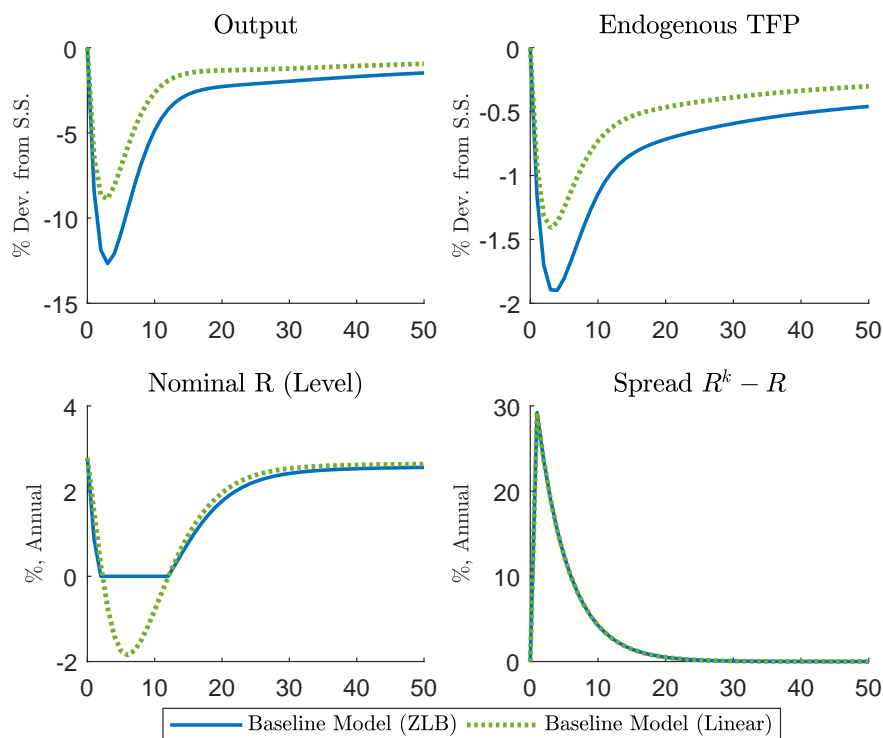 Output
% Dev. from S.S.
0
-5
-10
-15
0 10 20 30 40 50
Endogenous TFP
% Dev. from S.S.
0
-0.5
-1
-1.5
-2
0 10 20 30 40 50
Nominal R (Level)
%, Annual
4
2
0
-2
0 10 20 30 40 50
Spread R^k − R
%, Annual
30
20
10
0
0 10 20 30 40 50
Baseline Model (ZLB) Baseline Model (Linear)